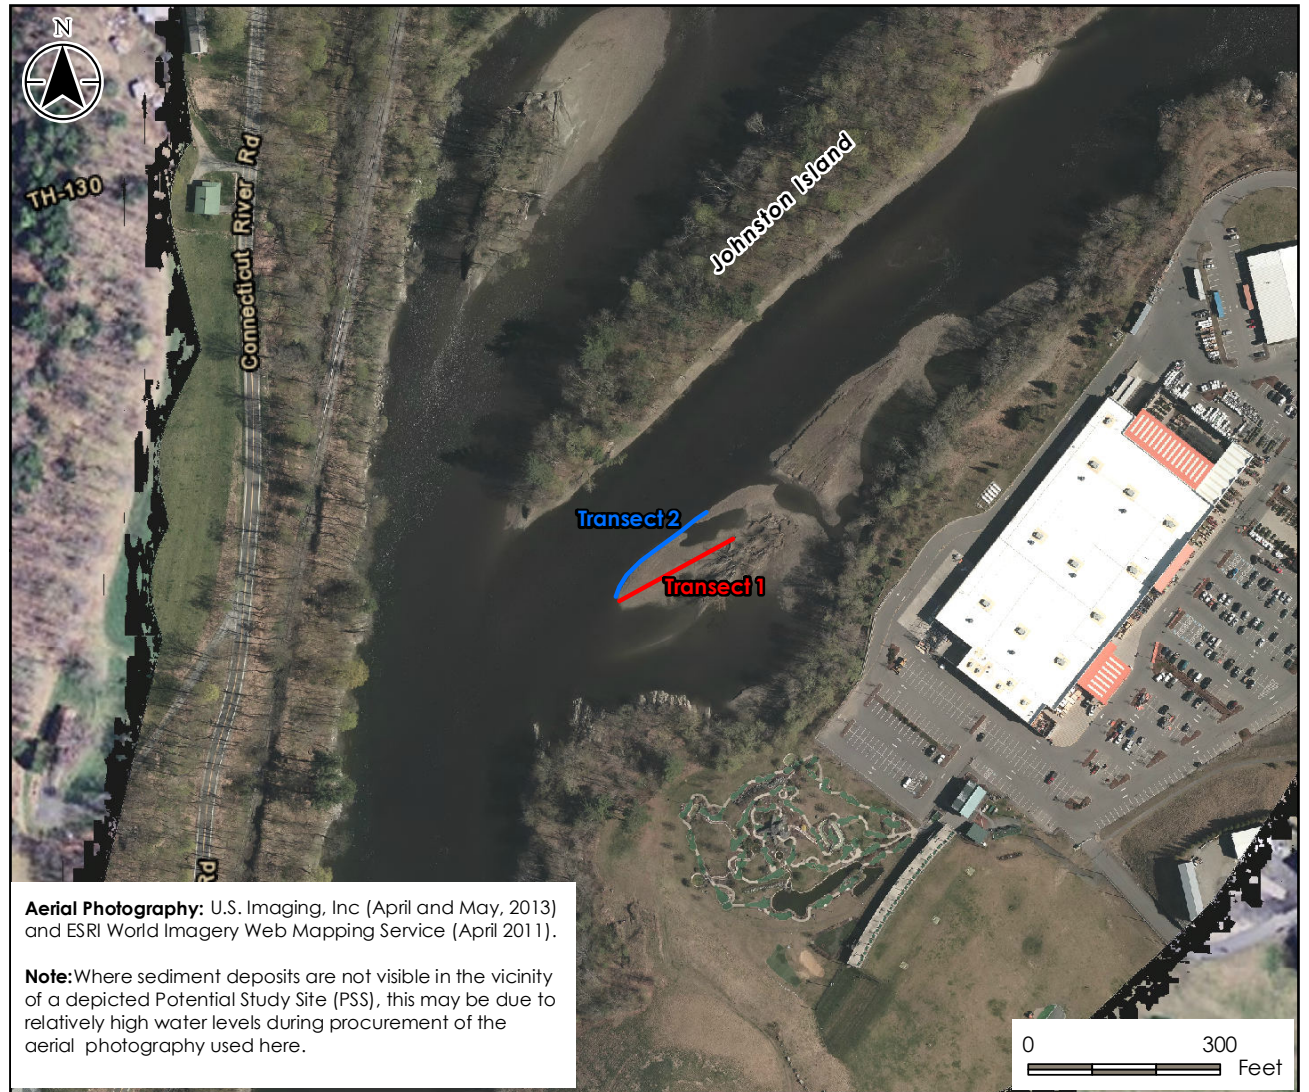 N
TH-130
Connecticut River Rd
Johnston Island
Transect 2
Transect 1
Rd
Aerial Photography: U.S. Imaging, Inc (April and May, 2013)
and ESRI World Imagery Web Mapping Service (April 2011).
Note:Where sediment deposits are not visible in the vicinity
of a depicted Potential Study Site (PSS), this may be due to
relatively high water levels during procurement of the
aerial photography used here.
0 300
Feet